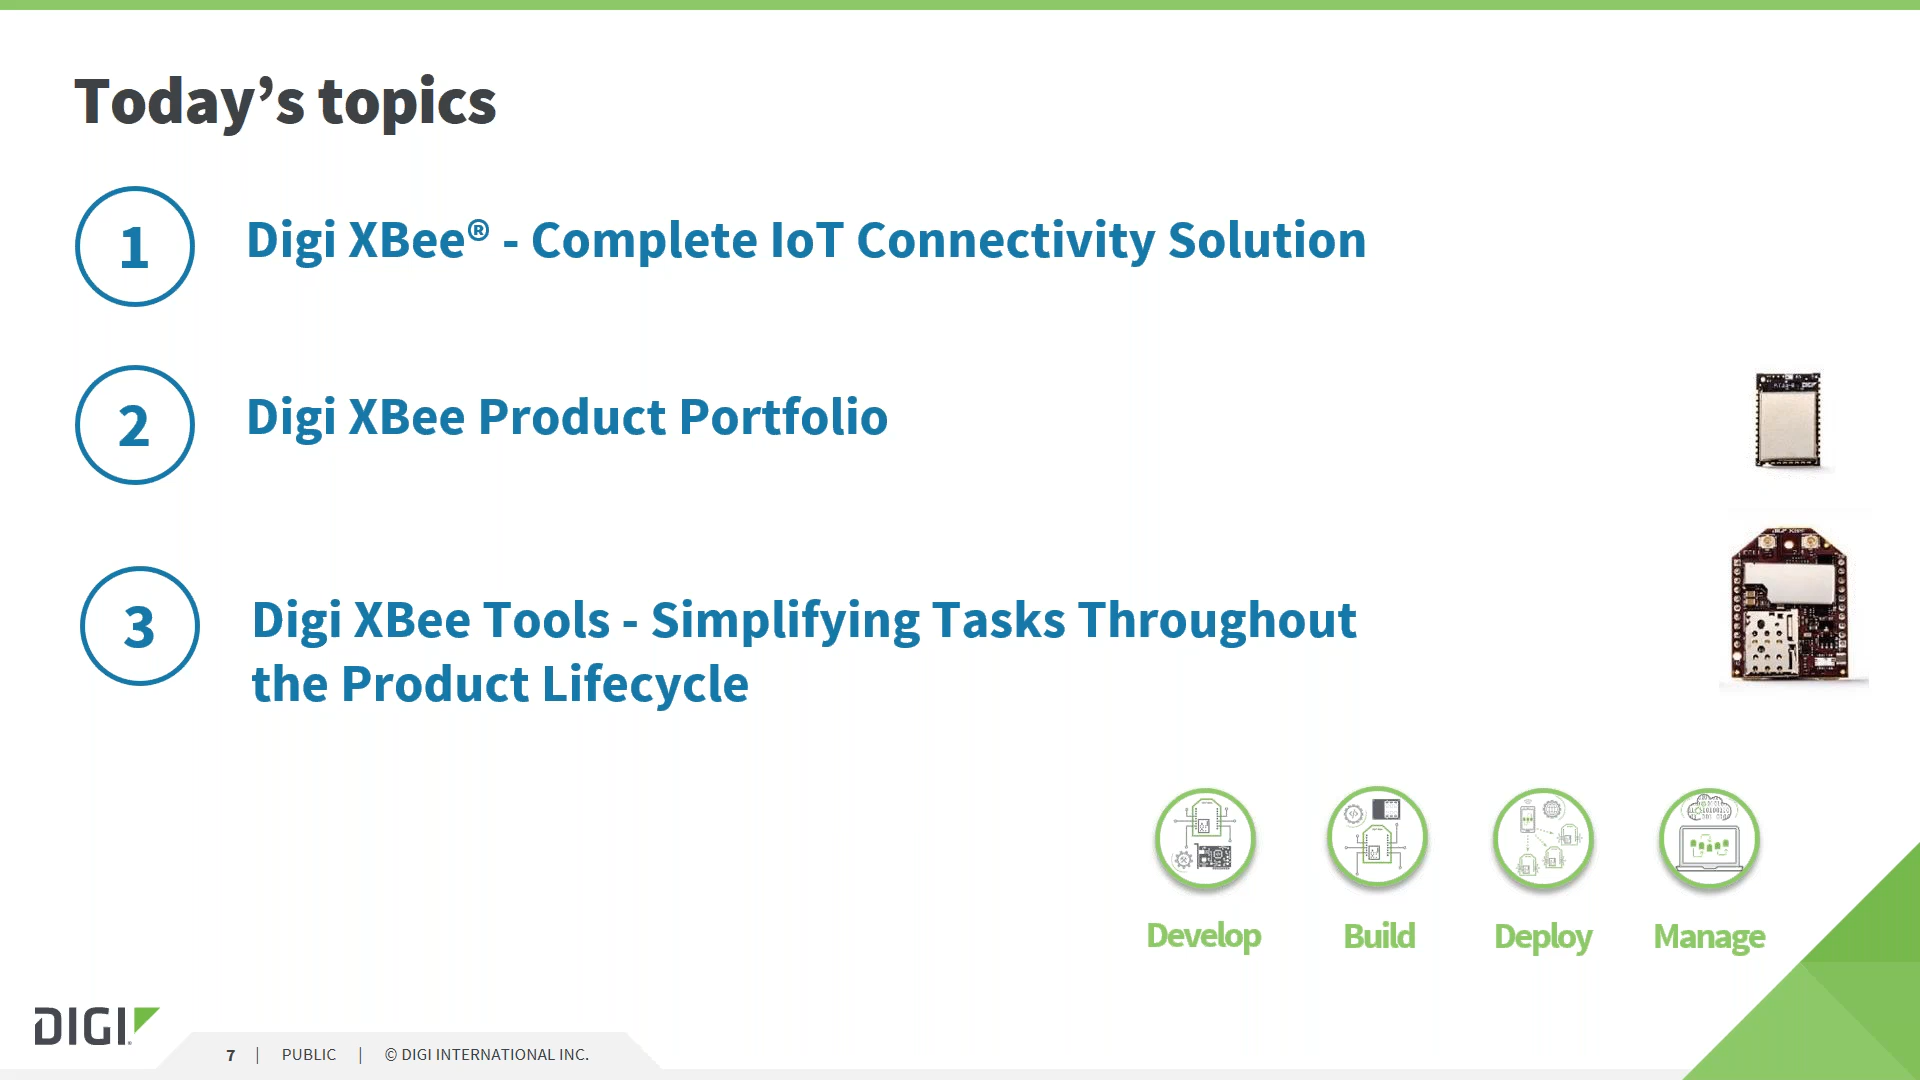 Today’s topics
1
Digi XBee® - Complete IoT Connectivity Solution
2
Digi XBee Product Portfolio
3
Digi XBee Tools - Simplifying Tasks Throughout
the Product Lifecycle
Develop
Build
Deploy
Manage
DIGI
7 | PUBLIC | © DIGI INTERNATIONAL INC.